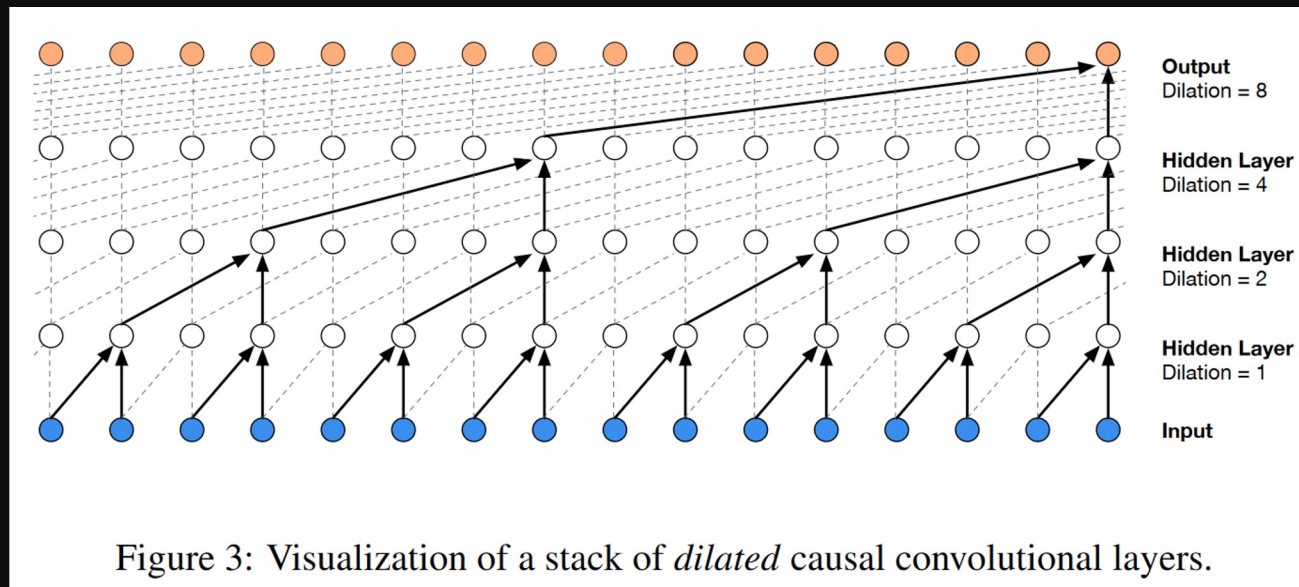 Output
Dilation = 8
Hidden Layer
Dilation = 4
Hidden Layer
Dilation = 2
Hidden Layer
Dilation = 1
Input
Figure 3: Visualization of a stack of dilated causal convolutional layers.